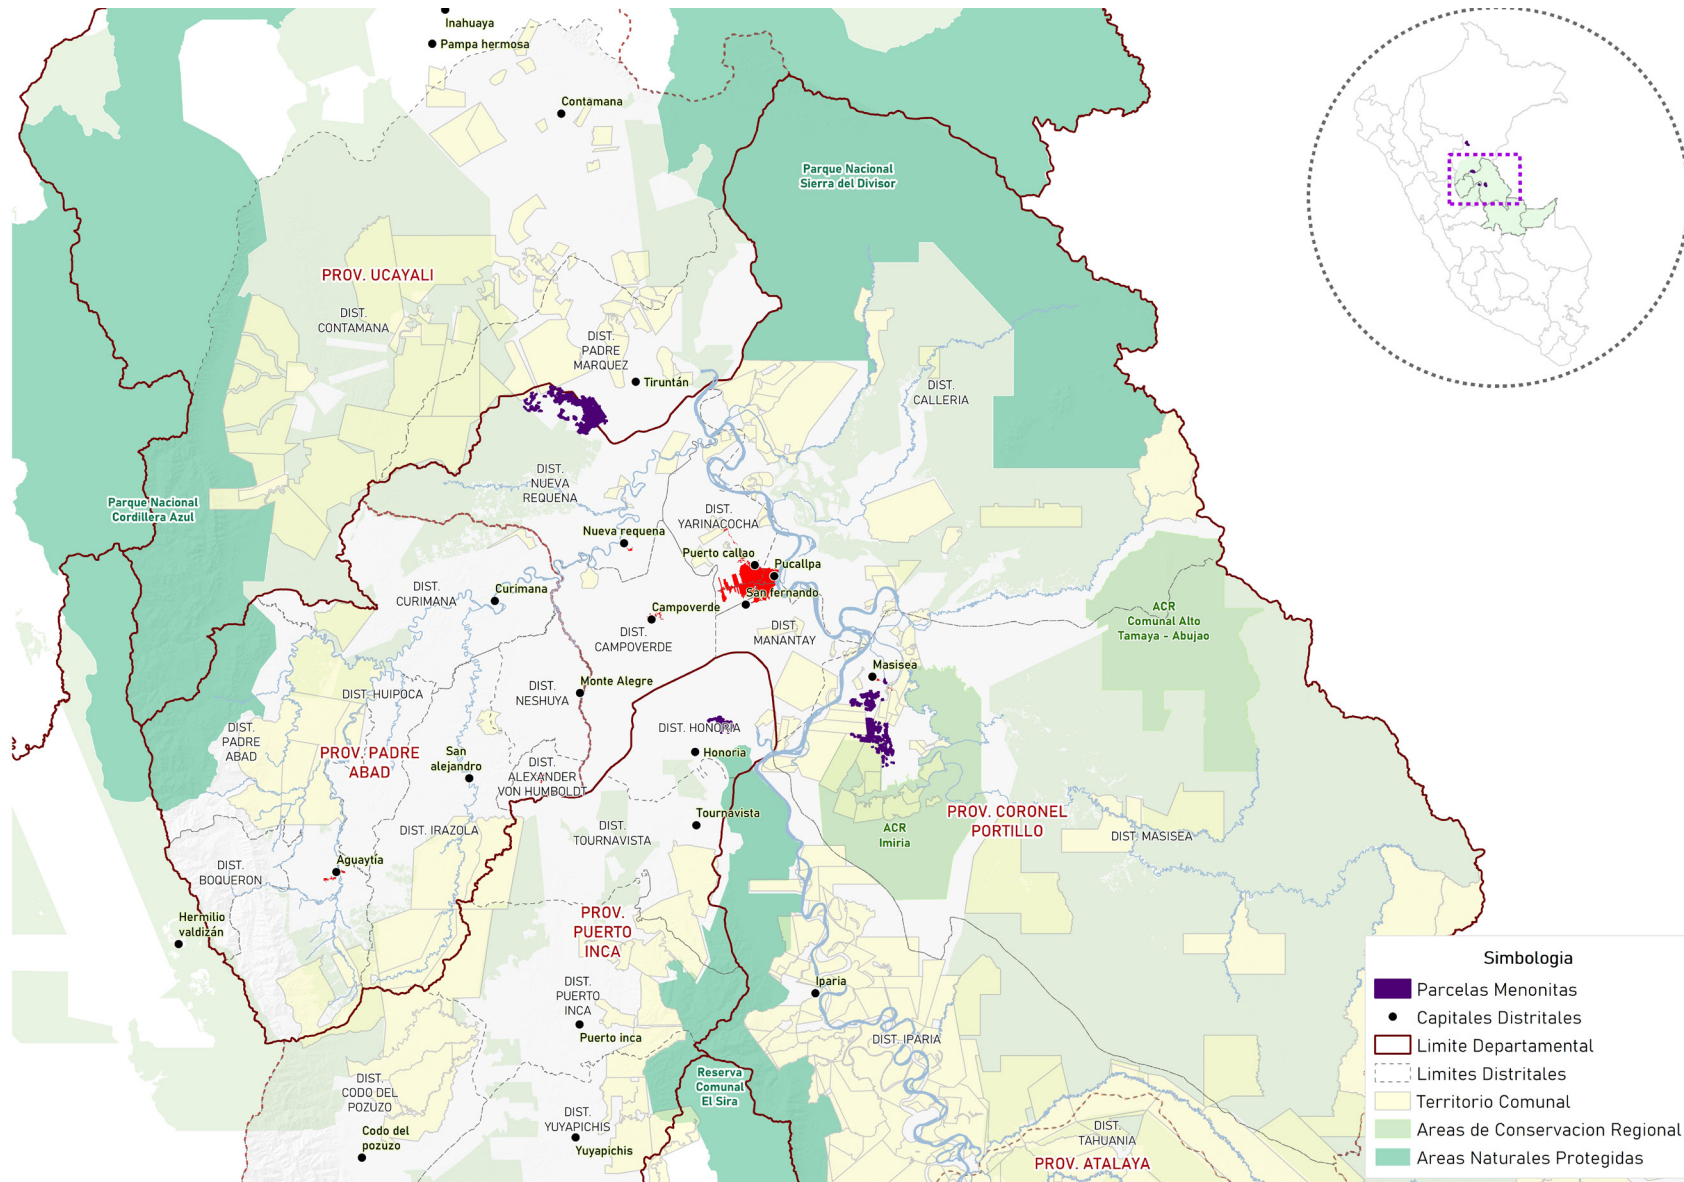 Inahuaya
Pampa hermosa
Contamana
Parque Nacional
Sierra del Divisor
PROV. UCAYALI
DIST.
CONTAMANA
DIST.
PADRE
MARQUEZ
Tiruntán
DIST.
CALLERIA
DIST.
NUEVA
REQUENA
Parque Nacional
Cordillera Azul
DIST.
YARINACOCHA
Nueva requena
Puerto callao
Pucallpa
DIST.
CURIMANA
Curimana
San fernando
Campoverde
ACR
Comunal Alto
Tamaya - Abujao
DIST.
CAMPOVERDE
DIST.
MANANTAY
Masisea
DIST. HUIPOCA
DIST.
NESHUYA
Monte Alegre
DIST.
PADRE
ABAD
PROV. PADRE
ABAD
San
alejandro
DIST. HONORIA
Honoria
DIST.
ALEXANDER
VON HUMBOLDT
DIST. IRAZOLA
DIST.
TOURNAVISTA
Tournavista
ACR
Imiria
PROV. CORONEL
PORTILLO
DIST. MASISEA
DIST.
BOQUERON
Aguaytia
Hermilio
valdizán
PROV.
PUERTO
INCA
DIST.
PUERTO
INCA
Puerto inca
Iparia
DIST. IPARIA
DIST.
CODO DEL
POZUZO
Codo del
pozuzo
Reserva
Comunal
El Sira
DIST.
YUYAPICHIS
Yuyapichis
DIST.
TAHUANIA
PROV. ATALAYA
Simbologia
Parcelas Menonitas
Capitales Distritales
Limite Departamental
Limites Distritales
Territorio Comunal
Areas de Conservacion Regional
Areas Naturales Protegidas